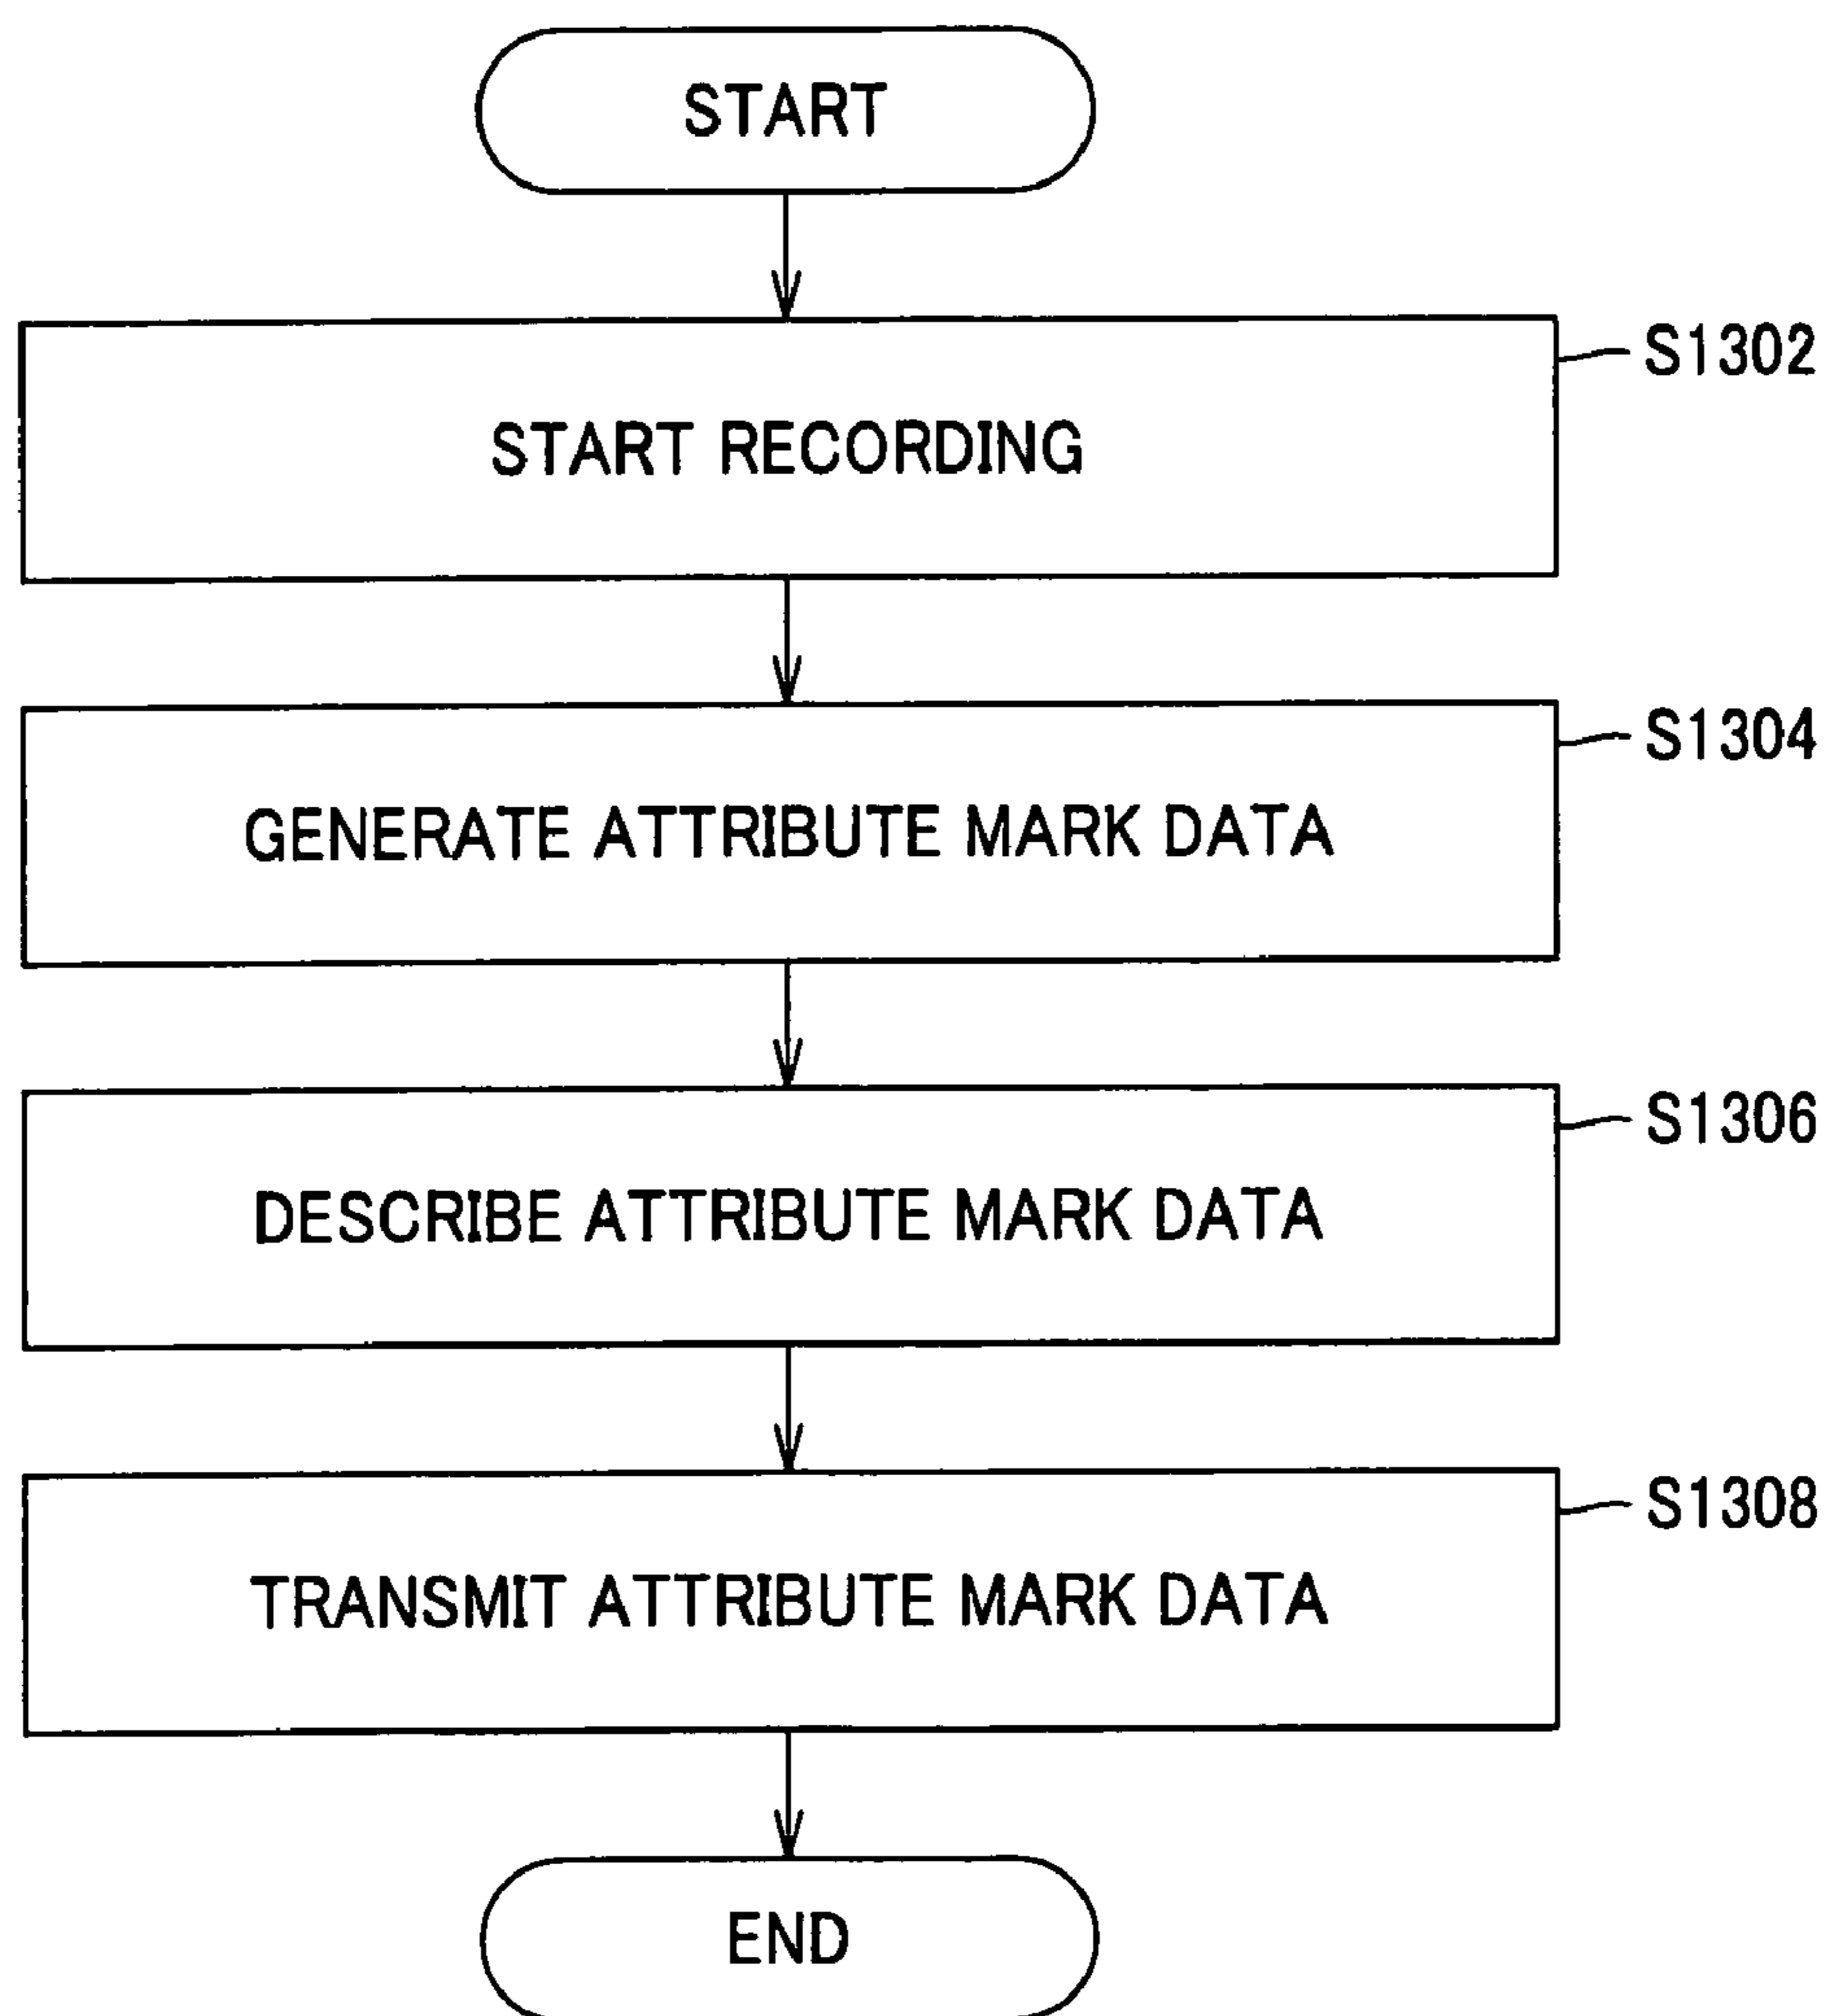 START
START RECORDING
S1302
GENERATE ATTRIBUTE MARK DATA
S1304
DESCRIBE ATTRIBUTE MARK DATA
S1306
TRANSMIT ATTRIBUTE MARK DATA
S1308
END